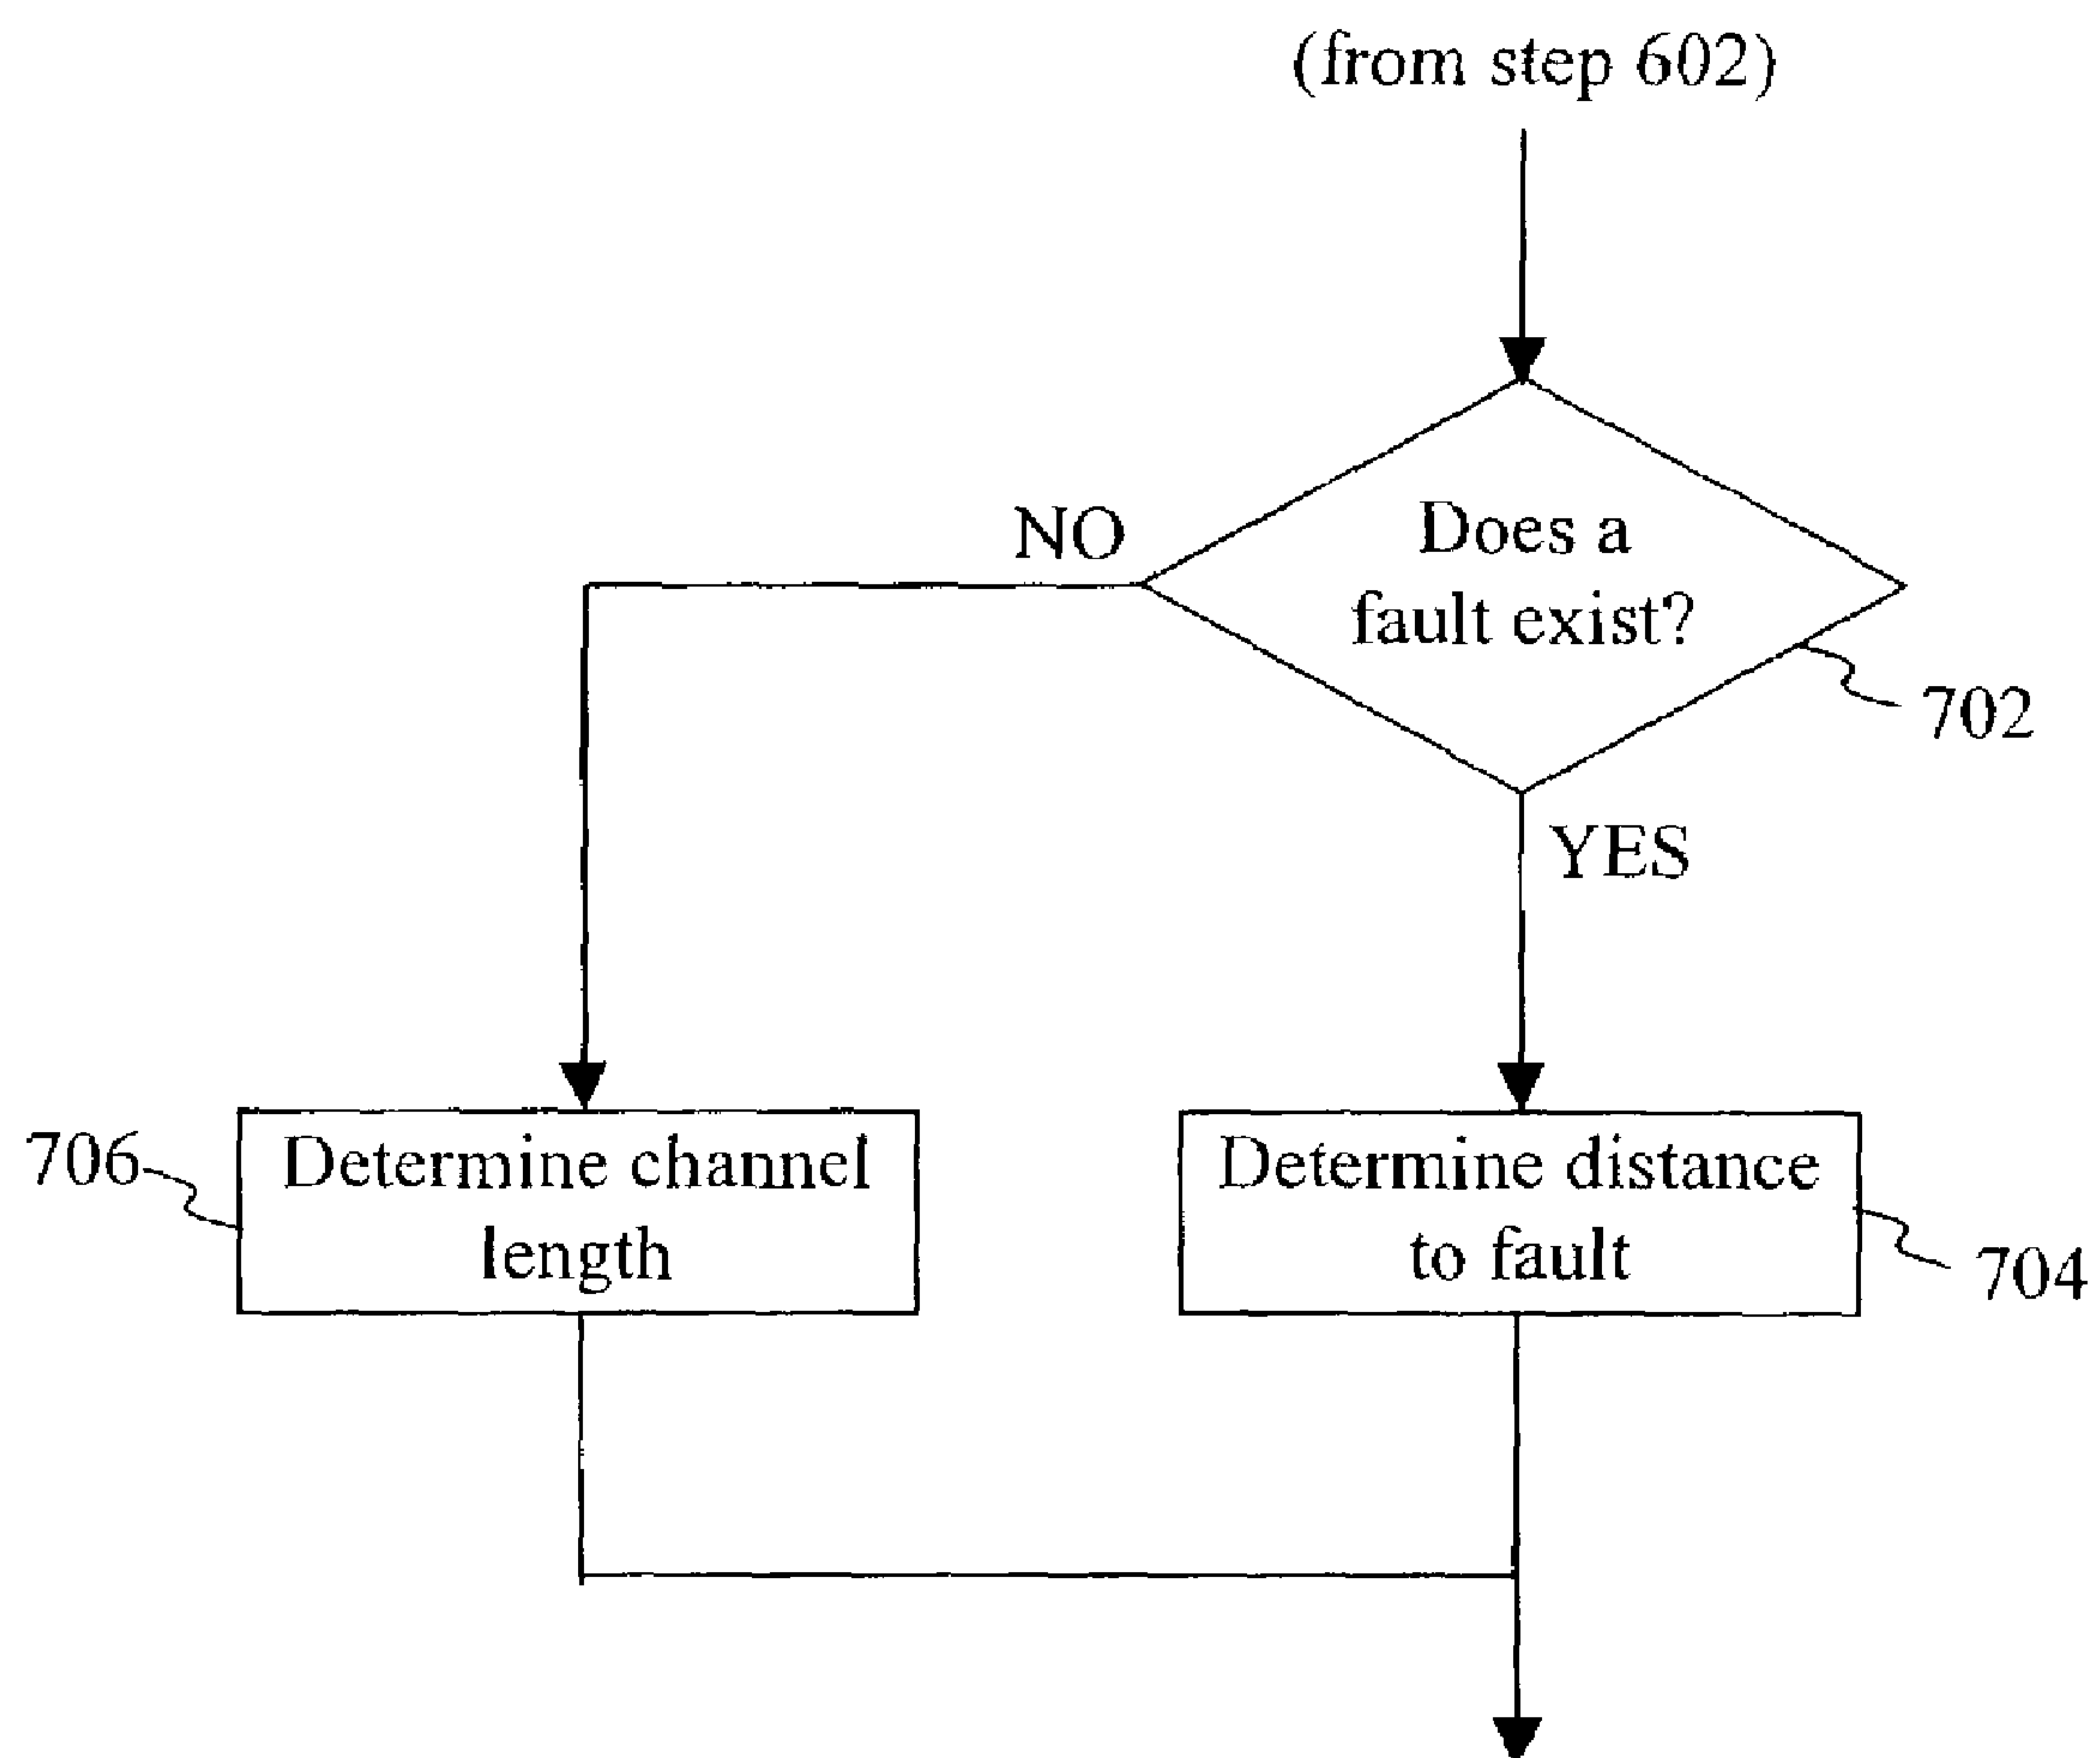 (from step 602)
Does a
fault exist?
NO
702
YES
706
Determine channel
length
Determine distance
to fault
704